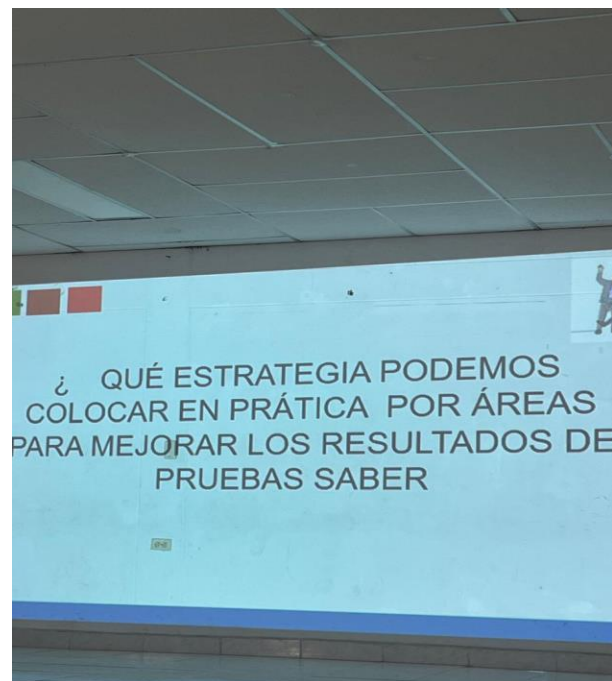 ¿ QUÉ ESTRATEGIA PODEMOS
COLOCAR EN PRÁTICA POR ÁREAS
PARA MEJORAR LOS RESULTADOS DE
PRUEBAS SABER